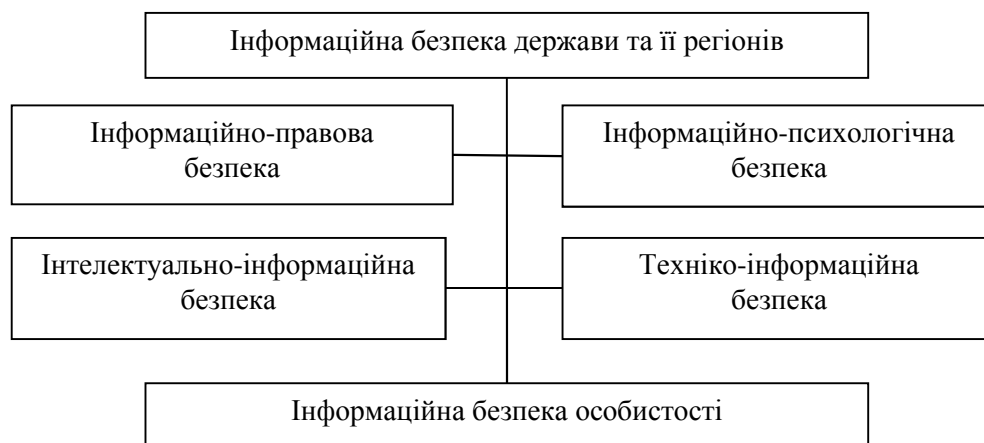 Інформаційна безпека держави та її регіонів
Інформаційно-правова
безпека
Інформаційно-психологічна
безпека
Інтелектуально-інформаційна
безпека
Техніко-інформаційна
безпека
Інформаційна безпека особистості